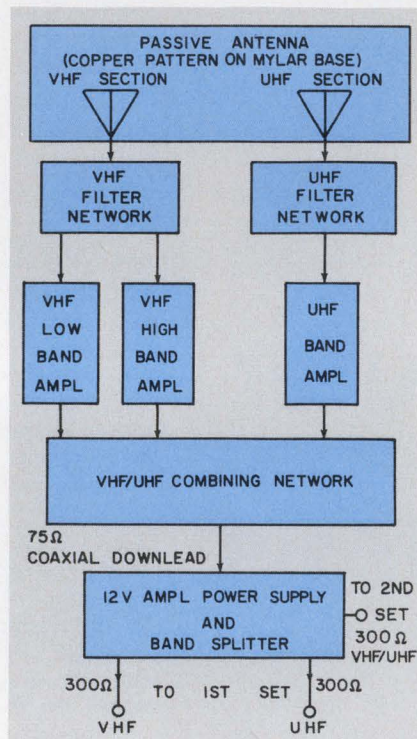 PASSIVE ANTENNA
(COPPER PATTERN ON MYLAR BASE)
VHF SECTION
UHF SECTION
VHF
FILTER
NETWORK
UHF
FILTER
NETWORK
VHF
LOW
BAND
AMPL
VHF
HIGH
BAND
AMPL
UHF
BAND
AMPL
VHF/UHF COMBINING NETWORK
75Ω
COAXIAL DOWNLEAD
12V AMPL POWER SUPPLY
AND
BAND SPLITTER
TO 2ND
SET
300Ω
VHF/UHF
300Ω TO 1ST SET 300Ω
VHF UHF